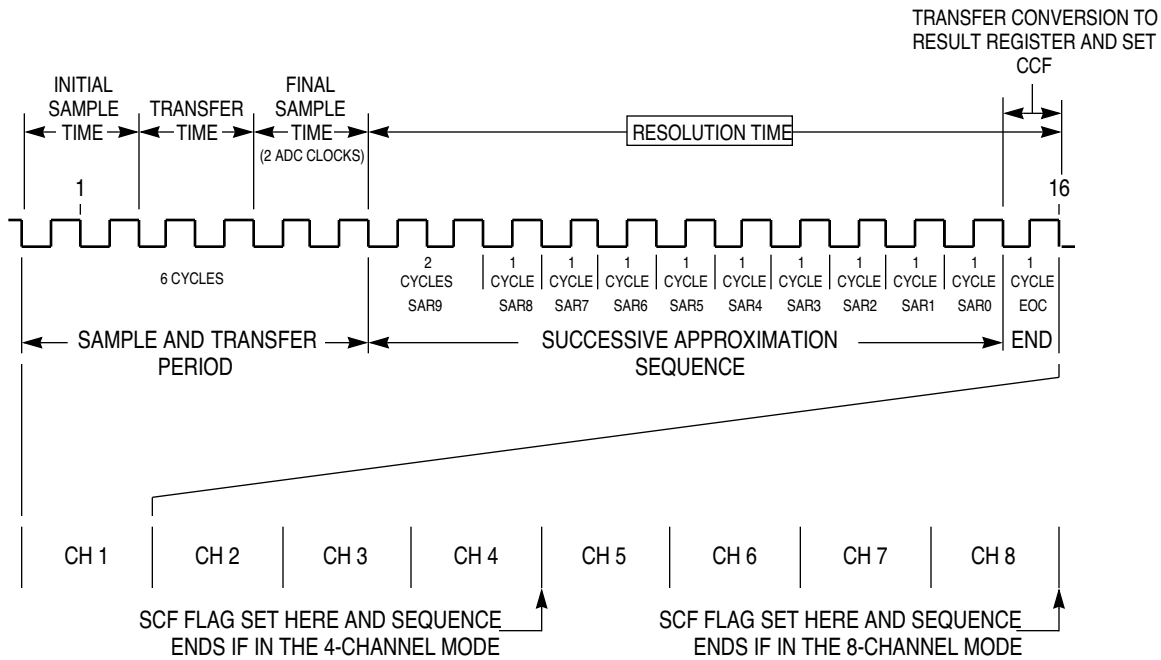 TRANSFER CONVERSION TO
RESULT REGISTER AND SET
CCF
INITIAL
SAMPLE
TIME
TRANSFER
TIME
FINAL
SAMPLE
TIME
(2 ADC CLOCKS)
RESOLUTION TIME
1
16
6 CYCLES
2
CYCLES
SAR9
1
CYCLE
SAR8
1
CYCLE
SAR7
1
CYCLE
SAR6
1
CYCLE
SAR5
1
CYCLE
SAR4
1
CYCLE
SAR3
1
CYCLE
SAR2
1
CYCLE
SAR1
1
CYCLE
SAR0
1
CYCLE
EOC
SAMPLE AND TRANSFER
PERIOD
SUCCESSIVE APPROXIMATION
SEQUENCE
END
CH 1
CH 2
CH 3
CH 4
CH 5
CH 6
CH 7
CH 8
SCF FLAG SET HERE AND SEQUENCE
ENDS IF IN THE 4-CHANNEL MODE
SCF FLAG SET HERE AND SEQUENCE
ENDS IF IN THE 8-CHANNEL MODE